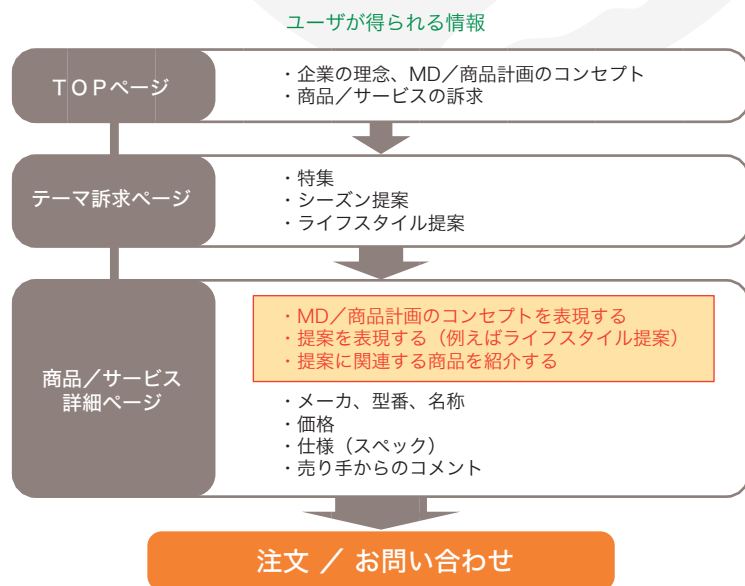 ユーザが得られる情報
TOPページ
・企業の理念、MD／商品計画のコンセプト
・商品／サービスの訴求
テーマ訴求ページ
・特集
・シーズン提案
・ライフスタイル提案
商品／サービス
詳細ページ
・MD／商品計画のコンセプトを表現する
・提案を表現する（例えばライフスタイル提案）
・提案に関連する商品を紹介する
・メーカ、型番、名称
・価格
・仕様（スペック）
・売り手からのコメント
注文 ／ お問い合わせ